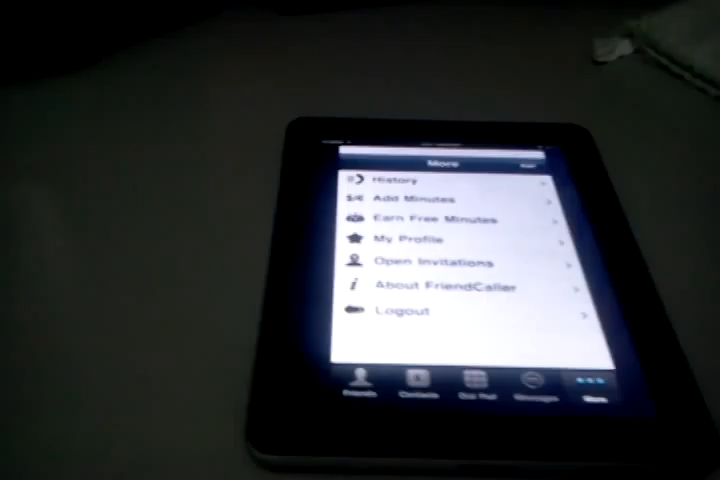 More
History
Add Minutes
Earn Free Minutes
My Profile
Open Invitations
i About FriendCaller
Logout
Friends Contacts Dial Pad Messages More